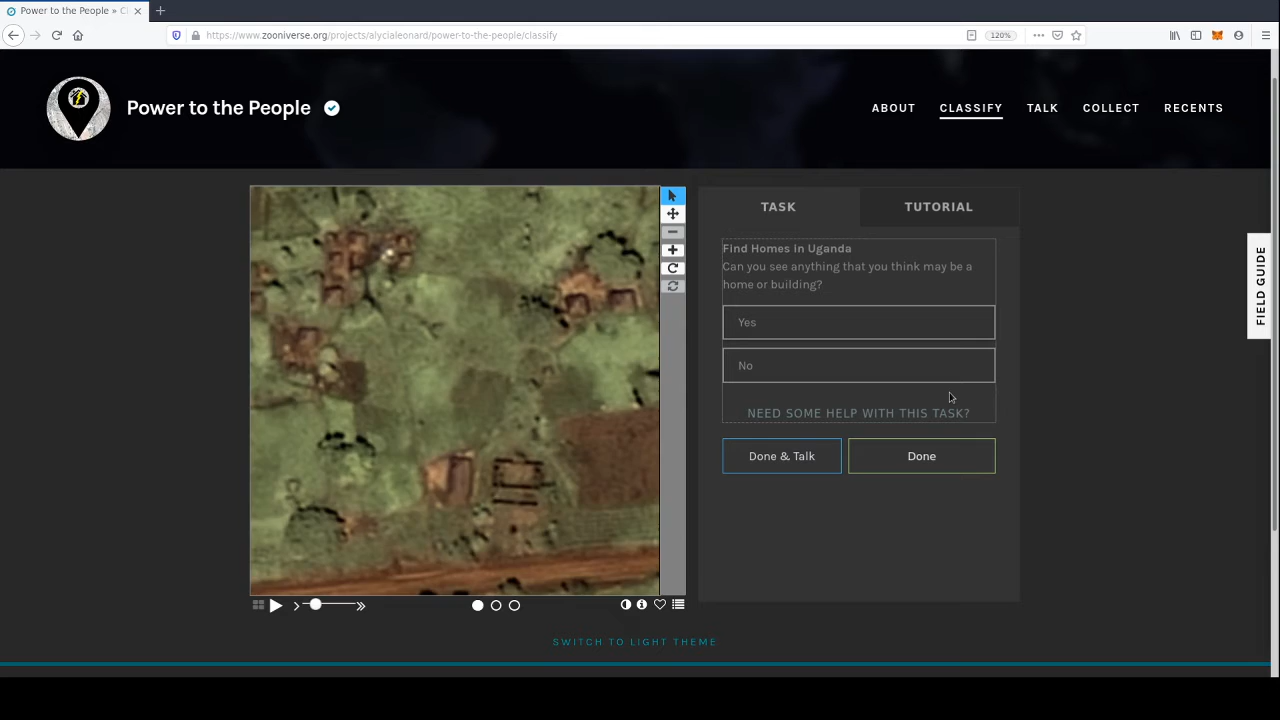 Power to the People » C
https://www.zooniverse.org/projects/alycialeonard/power-to-the-people/classify
120%
Power to the People
ABOUT
CLASSIFY
TALK
COLLECT
RECENTS
TASK
TUTORIAL
Find Homes in Uganda
Can you see anything that you think may be a
home or building?
Yes
No
NEED SOME HELP WITH THIS TASK?
Done & Talk
Done
FIELD GUIDE
SWITCH TO LIGHT THEME